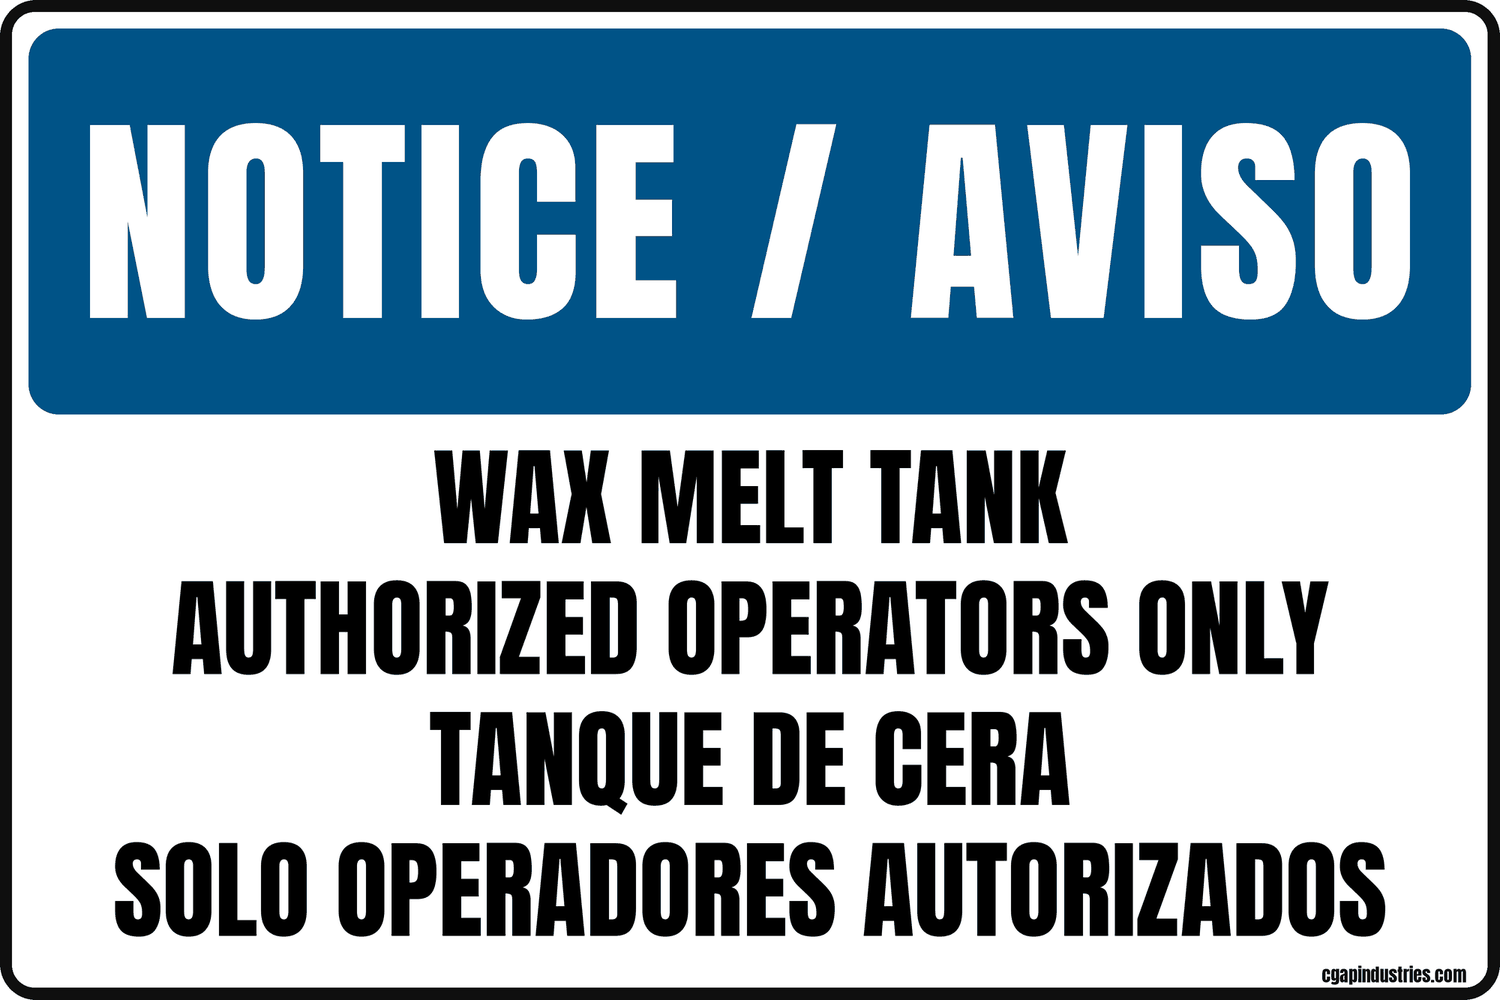 NOTICE / AVISO
WAX MELT TANK
AUTHORIZED OPERATORS ONLY
TANQUE DE CERA
SOLO OPERADORES AUTORIZADOS
cgapindustries.com